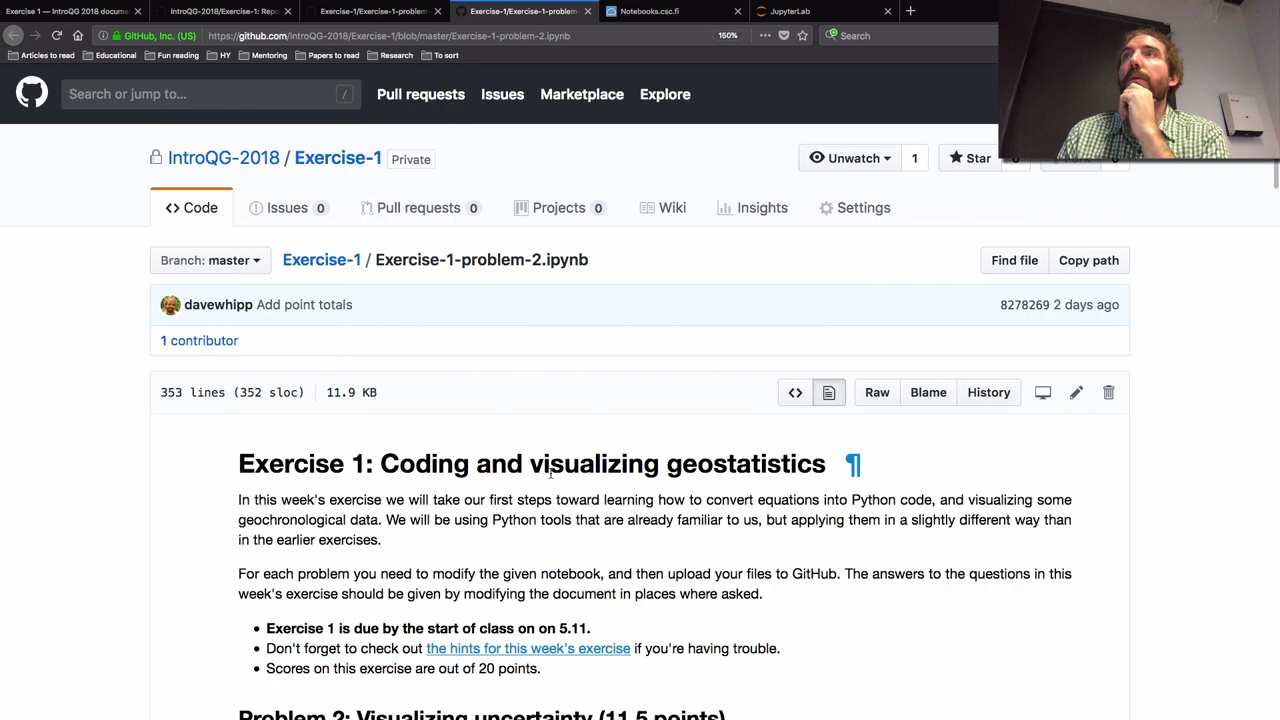 Exercise 1 — IntroQG 2018 docume
IntroQG-2018/Exercise-1: Repo
Exercise-1/Exercise-1-problem-
Exercise-1/Exercise-1-problem-
Notebooks.csc.fi
JupyterLab
GitHub, Inc. (US)
https://github.com/IntroQG-2018/Exercise-1/blob/master/Exercise-1-problem-2.ipynb
150%
Search
Articles to read
Educational
Fun reading
HY
Mentoring
Papers to read
Research
To sort
Search or jump to...
/
Pull requests
Issues
Marketplace
Explore
IntroQG-2018 / Exercise-1
Private
Unwatch
1
Star
Code
Issues 0
Pull requests 0
Projects 0
Wiki
Insights
Settings
Branch: master
Exercise-1 / Exercise-1-problem-2.ipynb
Find file
Copy path
davewhipp Add point totals
8278269 2 days ago
1 contributor
353 lines (352 sloc)
11.9 KB
Raw
Blame
History
Exercise 1: Coding and visualizing geostatistics ¶
In this week's exercise we will take our first steps toward learning how to convert equations into Python code, and visualizing some
geochronological data. We will be using Python tools that are already familiar to us, but applying them in a slightly different way than
in the earlier exercises.
For each problem you need to modify the given notebook, and then upload your files to GitHub. The answers to the questions in this
week's exercise should be given by modifying the document in places where asked.
• Exercise 1 is due by the start of class on on 5.11.
• Don't forget to check out the hints for this week's exercise if you're having trouble.
• Scores on this exercise are out of 20 points.
Problem 2: Visualizing uncertainty (11.5 points)